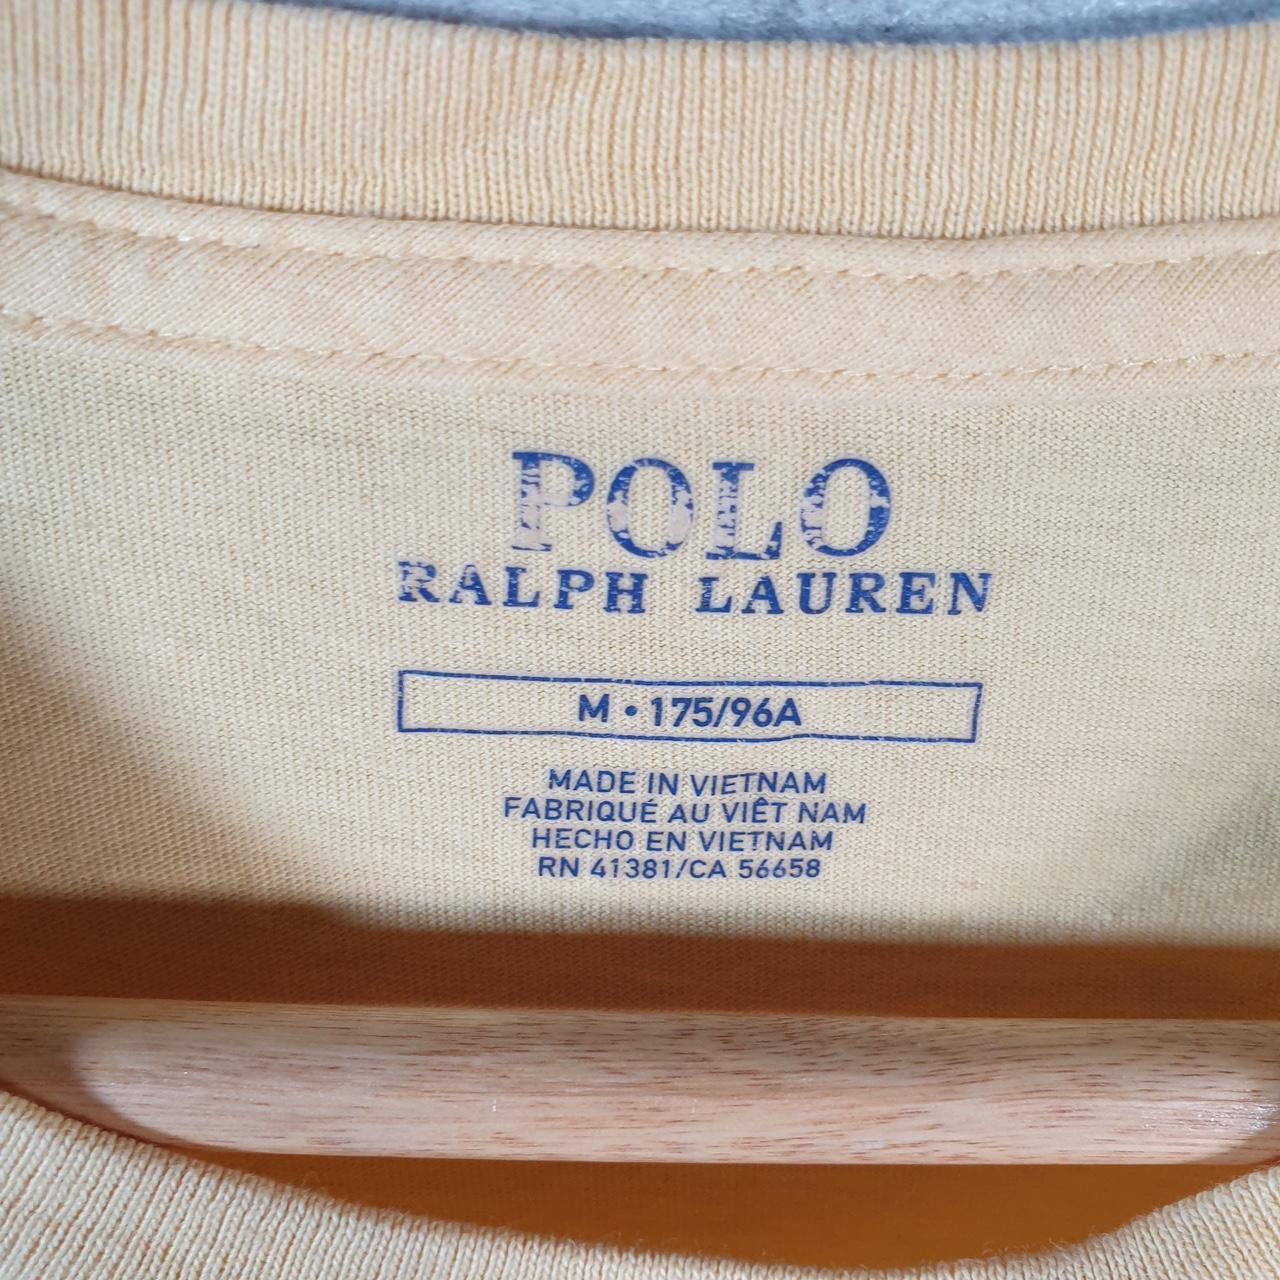 POLO
RALPH LAUREN
M • 175/96A
MADE IN VIETNAM
FABRIQUÉ AU VIÊT NAM
HECHO EN VIETNAM
RN 41381/CA 56658